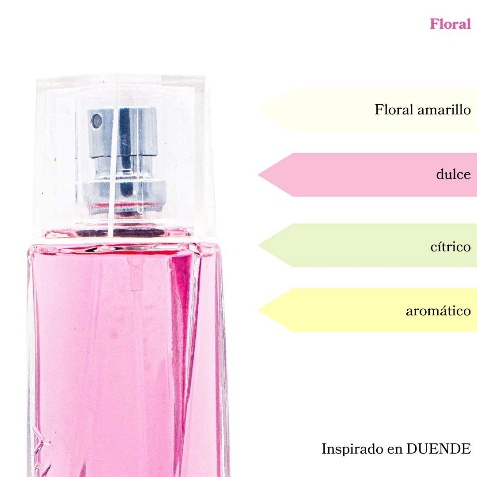 Floral
Floral amarillo
dulce
cítrico
aromático
Inspirado en DUENDE